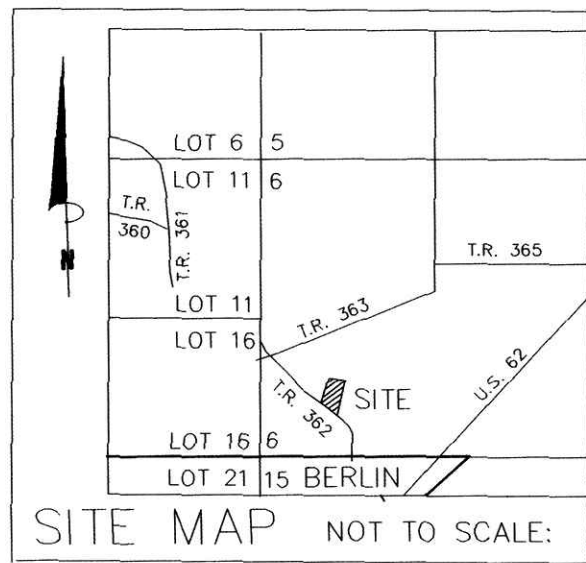 LOT 6 5
LOT 11 6
T.R.
360
T.R. 361
T.R. 365
LOT 11
T.R. 363
LOT 16
U.S. 62
SITE
T.R. 362
LOT 16 6
LOT 21 15 BERLIN
N
SITE MAP NOT TO SCALE: